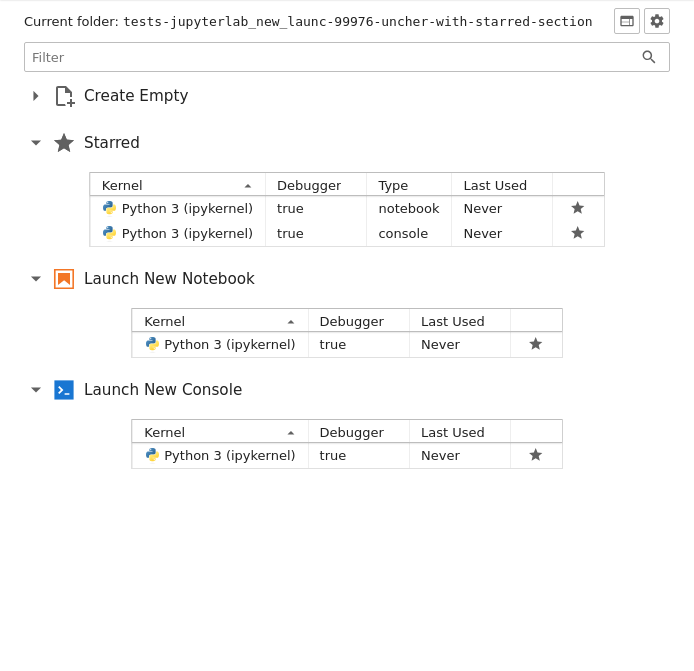 Current folder: tests-jupyterlab_new_launc-99976-uncher-with-starred-section
Filter
Create Empty
Starred
Kernel Debugger Type Last Used
Python 3 (ipykernel) true notebook Never
Python 3 (ipykernel) true console Never
Launch New Notebook
Kernel Debugger Last Used
Python 3 (ipykernel) true Never
Launch New Console
Kernel Debugger Last Used
Python 3 (ipykernel) true Never